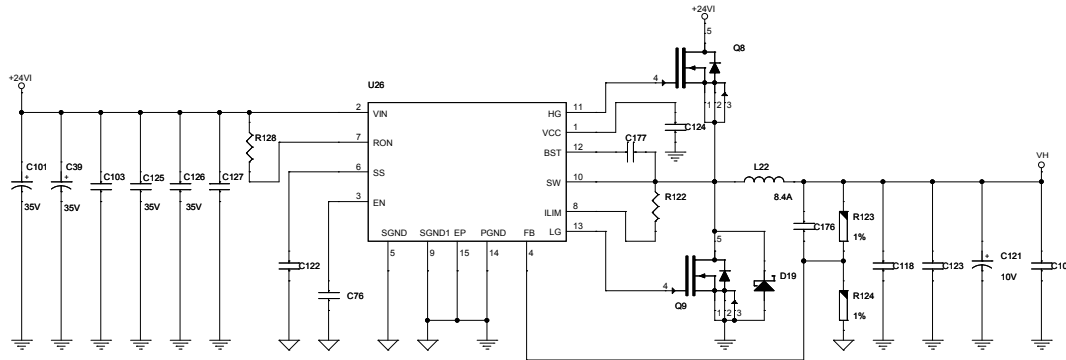 +24VI
5
Q8
+24VI
U26
4
1 2 3
2 VIN
HG 11
VCC 1
C124
R128
7 RON
C177
BST 12
VH
C101
+
35V
C39
+
35V
C103
C125
35V
C126
35V
C127
6 SS
SW 10
L22
8.4A
3 EN
ILIM 8
R122
LG 13
C176
R123
1%
SGND SGND1 EP PGND FB
5 9 15 14 4
5
C122
C76
4
Q9
1 2 3
D19
R124
1%
C118
C123
+
C121
10V
C10